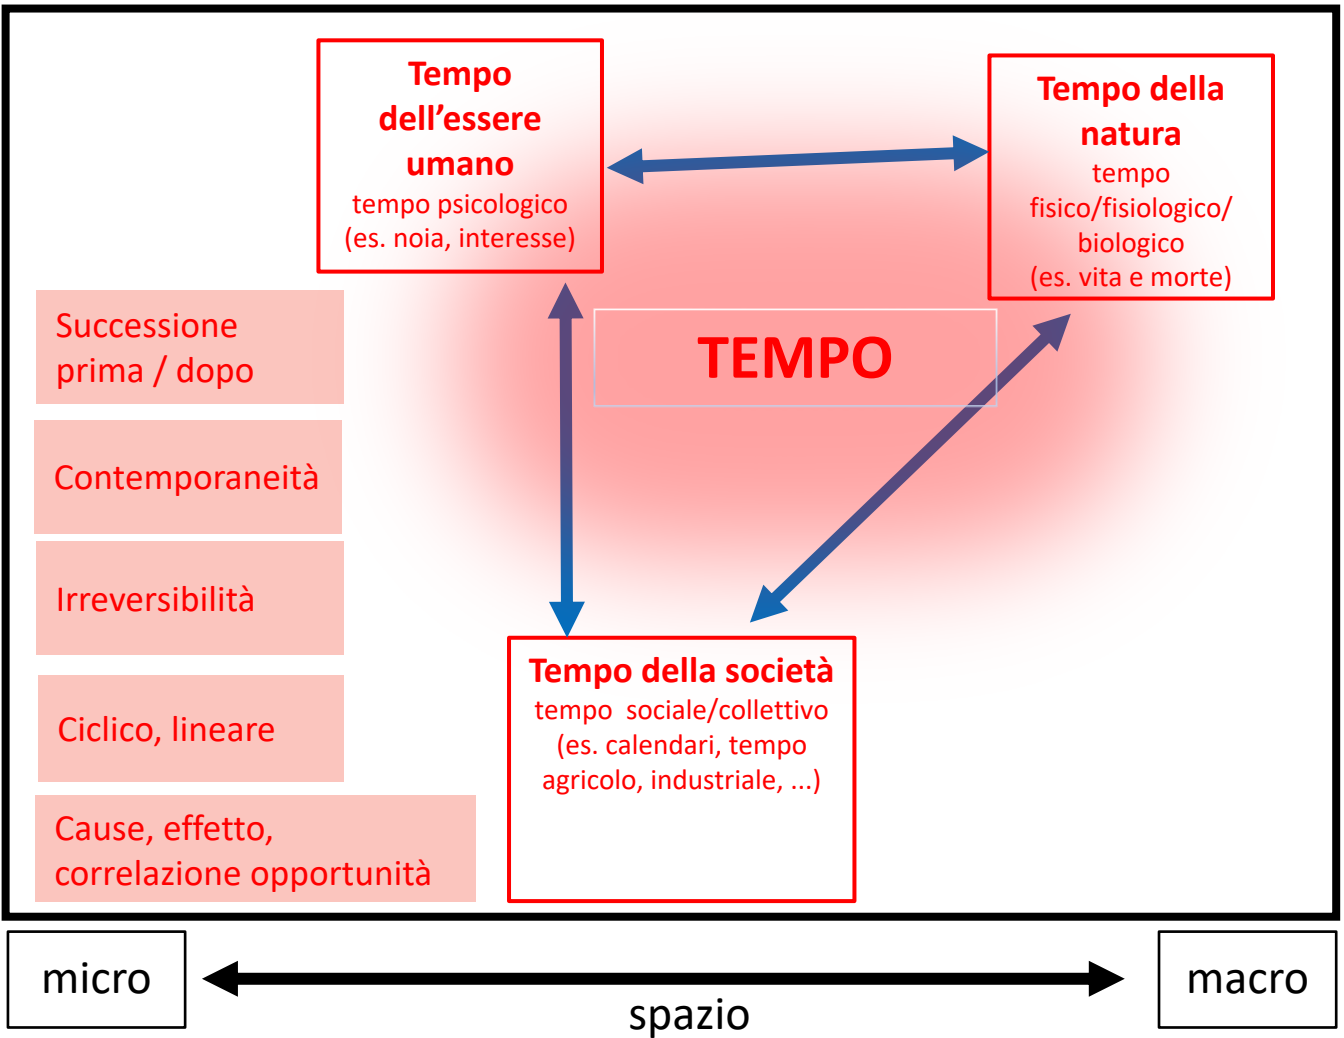 Tempo
dell’essere
umano
tempo psicologico
(es. noia, interesse)
Tempo della
natura
tempo
fisico/fisiologico/
biologico
(es. vita e morte)
TEMPO
Successione
prima / dopo
Contemporaneità
Irreversibilità
Ciclico, lineare
Cause, effetto,
correlazione opportunità
Tempo della società
tempo  sociale/collettivo
(es. calendari, tempo
agricolo, industriale, ...)
micro
spazio
macro